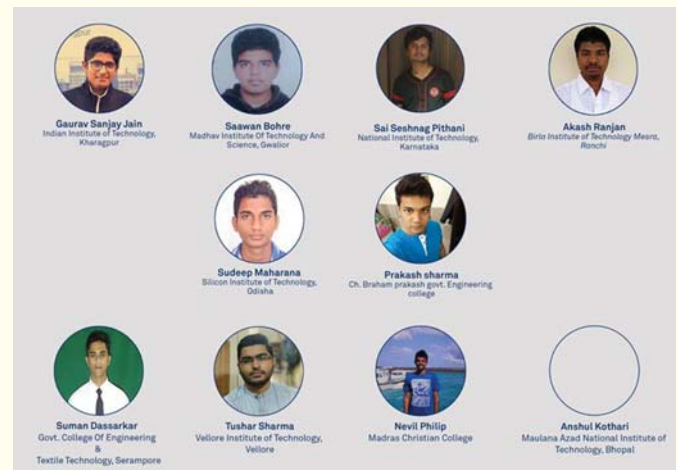 Gaurav Sanjay Jain
Indian Institute of Technology,
Kharagpur
Saawan Bohre
Madhav Institute Of Technology And
Science, Gwalior
Sai Seshnag Pithani
National Institute of Technology,
Karnataka
Akash Ranjan
Birla Institute of Technology Mesra,
Ranchi
Sudeep Maharana
Silicon Institute of Technology,
Odisha
Prakash sharma
Ch. Braham prakash govt. Engineering
college
Suman Dassarkar
Govt. College Of Engineering
&
Textile Technology, Serampore
Tushar Sharma
Vellore Institute of Technology,
Vellore
Nevil Philip
Madras Christian College
Anshul Kothari
Maulana Azad National Institute of
Technology, Bhopal